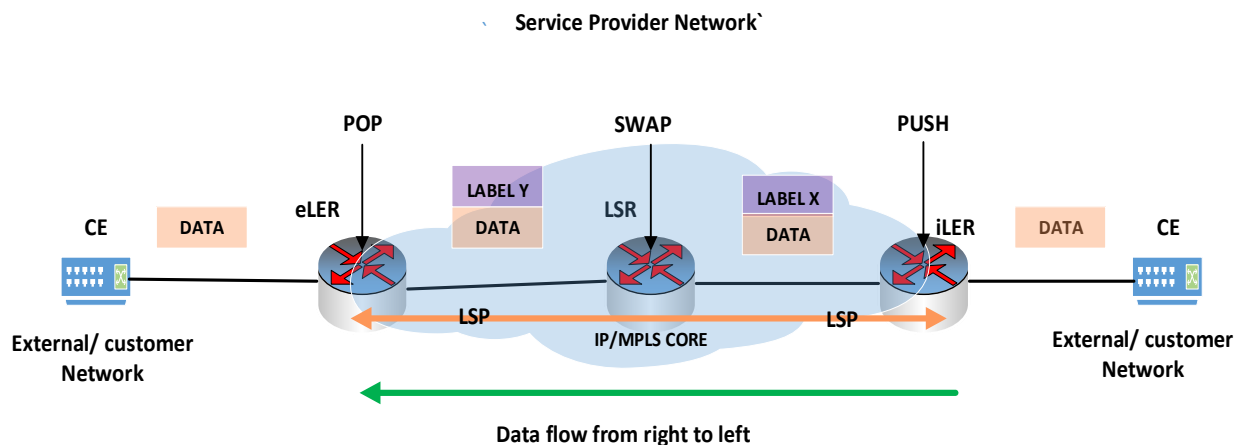 Service Provider Network`
POP
SWAP
PUSH
LABEL Y
DATA
LABEL X
DATA
eLER
LSR
iLER
CE
DATA
DATA
CE
LSP
LSP
IP/MPLS CORE
External/ customer
Network
External/ customer
Network
Data flow from right to left